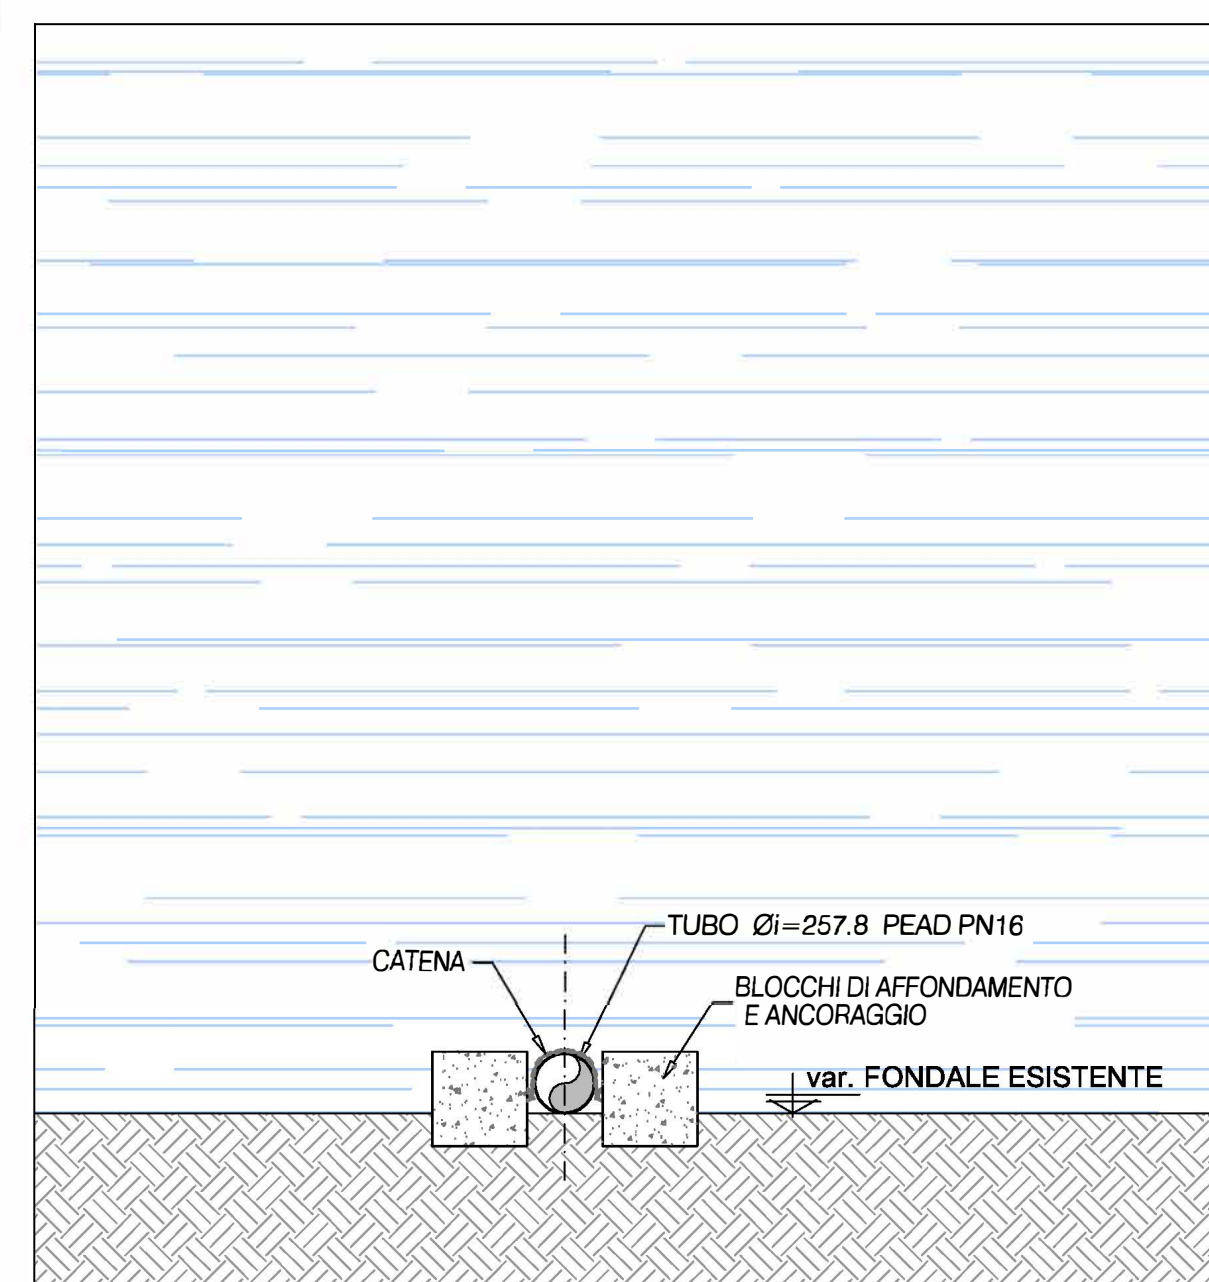 TUBO Øi=257.8 PEAD PN16
CATENA
BLOCCHI DI AFFONDAMENTO
E ANCORAGGIO
var. FONDALE ESISTENTE